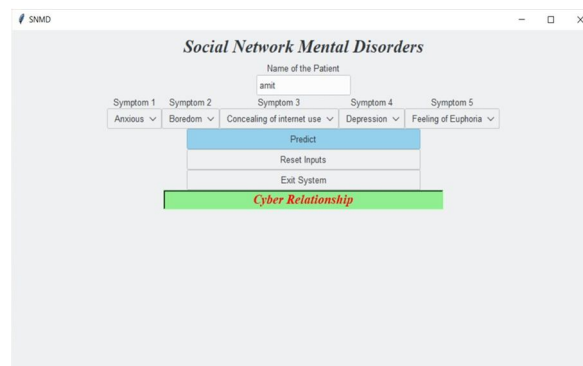 SNMD
Social Network Mental Disorders
Name of the Patient
amit
Symptom 1 Symptom 2 Symptom 3 Symptom 4 Symptom 5
Anxious Boredom Concealing of internet use Depression Feeling of Euphoria
Predict
Reset Inputs
Exit System
Cyber Relationship